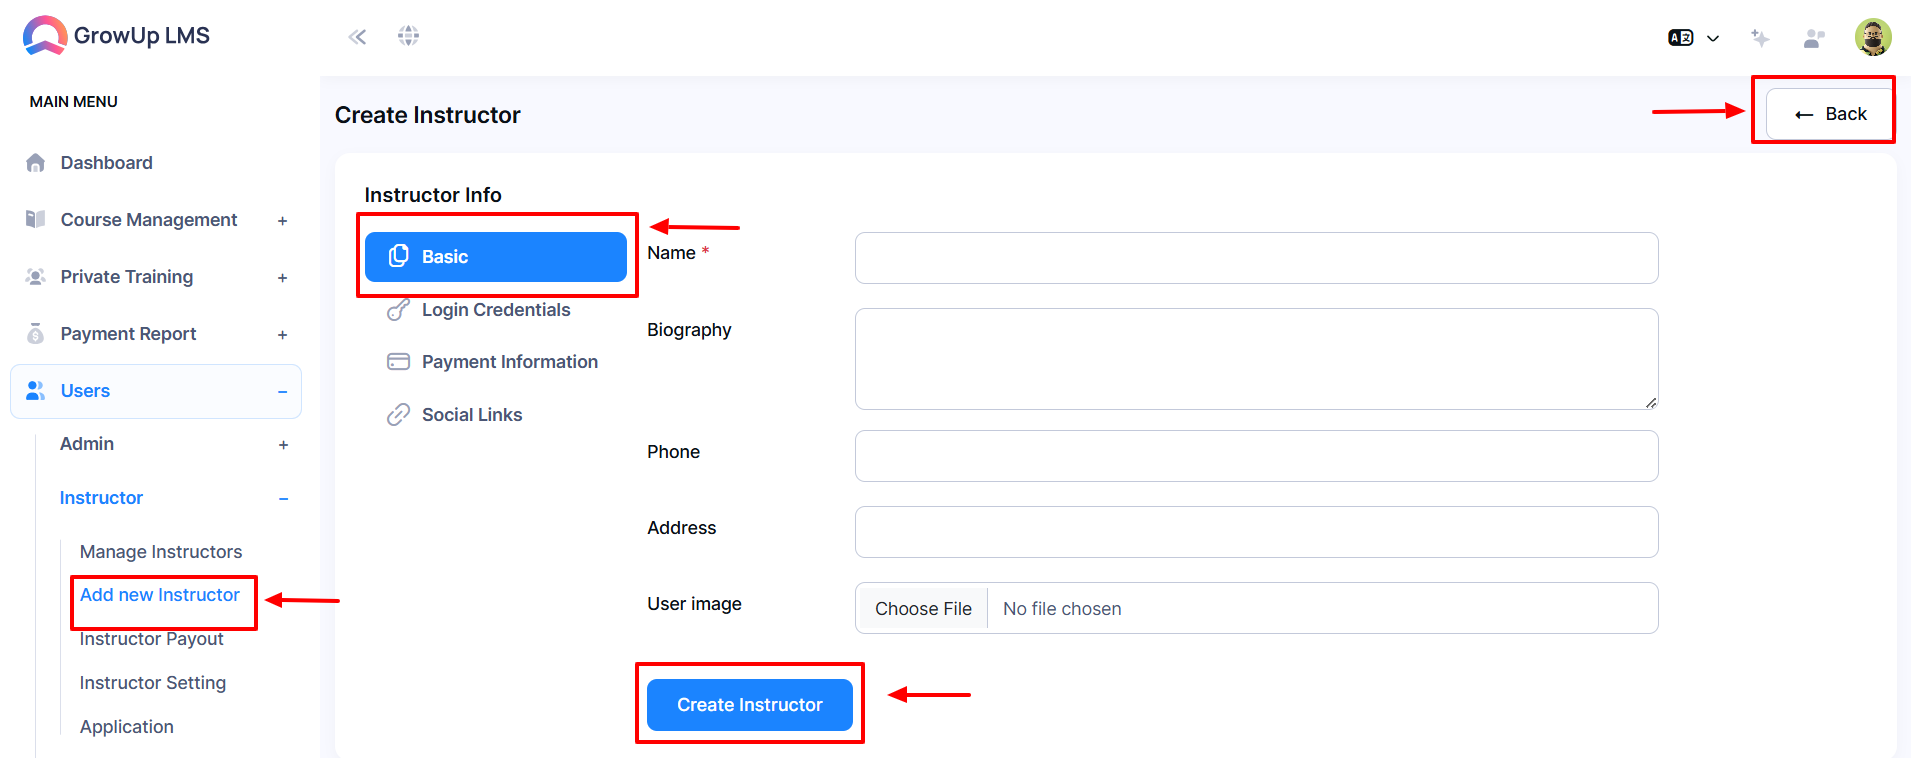 GrowUp LMS
MAIN MENU
Dashboard
Course Management +
Private Training +
Payment Report +
Users −
Admin +
Instructor −
Manage Instructors
Add new Instructor
Instructor Payout
Instructor Setting
Application
Create Instructor
← Back
Instructor Info
Basic
Login Credentials
Payment Information
Social Links
Name *
Biography
Phone
Address
User image
Choose File No file chosen
Create Instructor